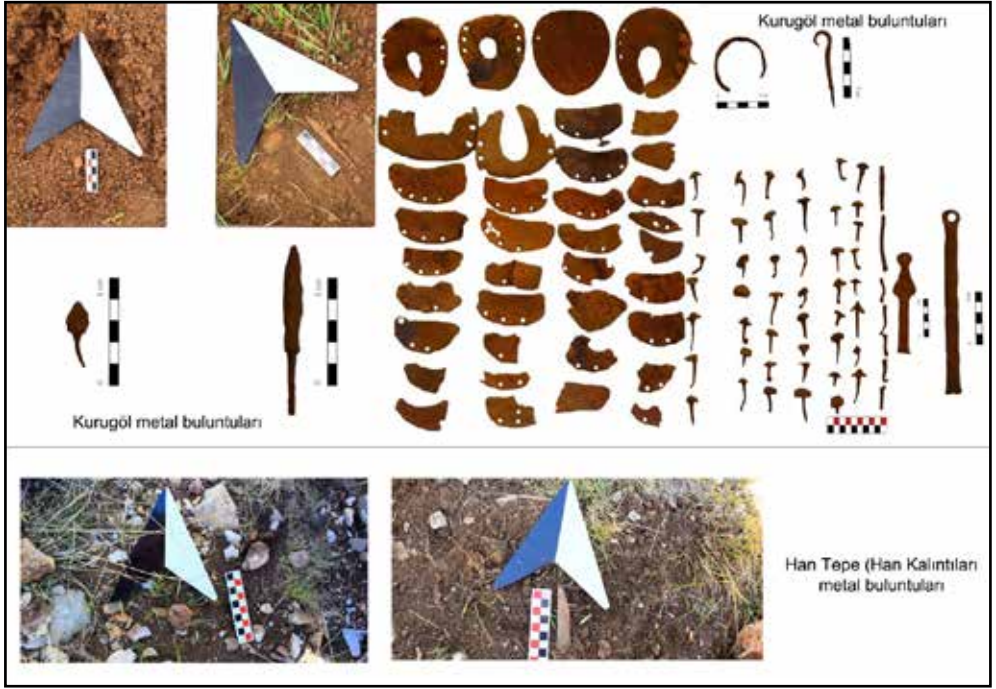 Kurugöl metal buluntuları
Kurugöl metal buluntuları
Han Tepe (Han Kalıntıları
metal buluntuları